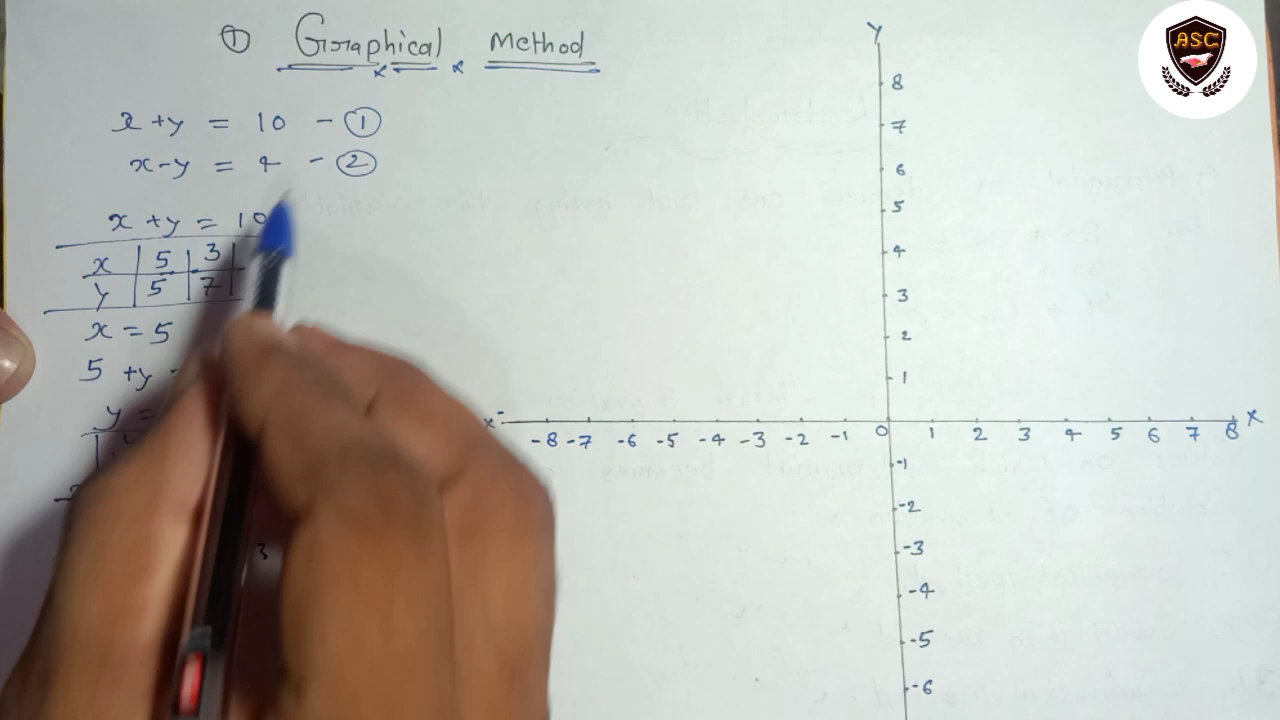 ① Graphical Method
x + y = 10 - ①
x - y = 4 - ②
x + y = 10
x | 5 | 3 |
y | 5 | 7 |
x = 5
5 + y
y =
3
Y
8
7
6
5
4
3
2
1
X -8 -7 -6 -5 -4 -3 -2 -1 0 1 2 3 4 5 6 7 8 X
-1
-2
-3
-4
-5
-6
ASC